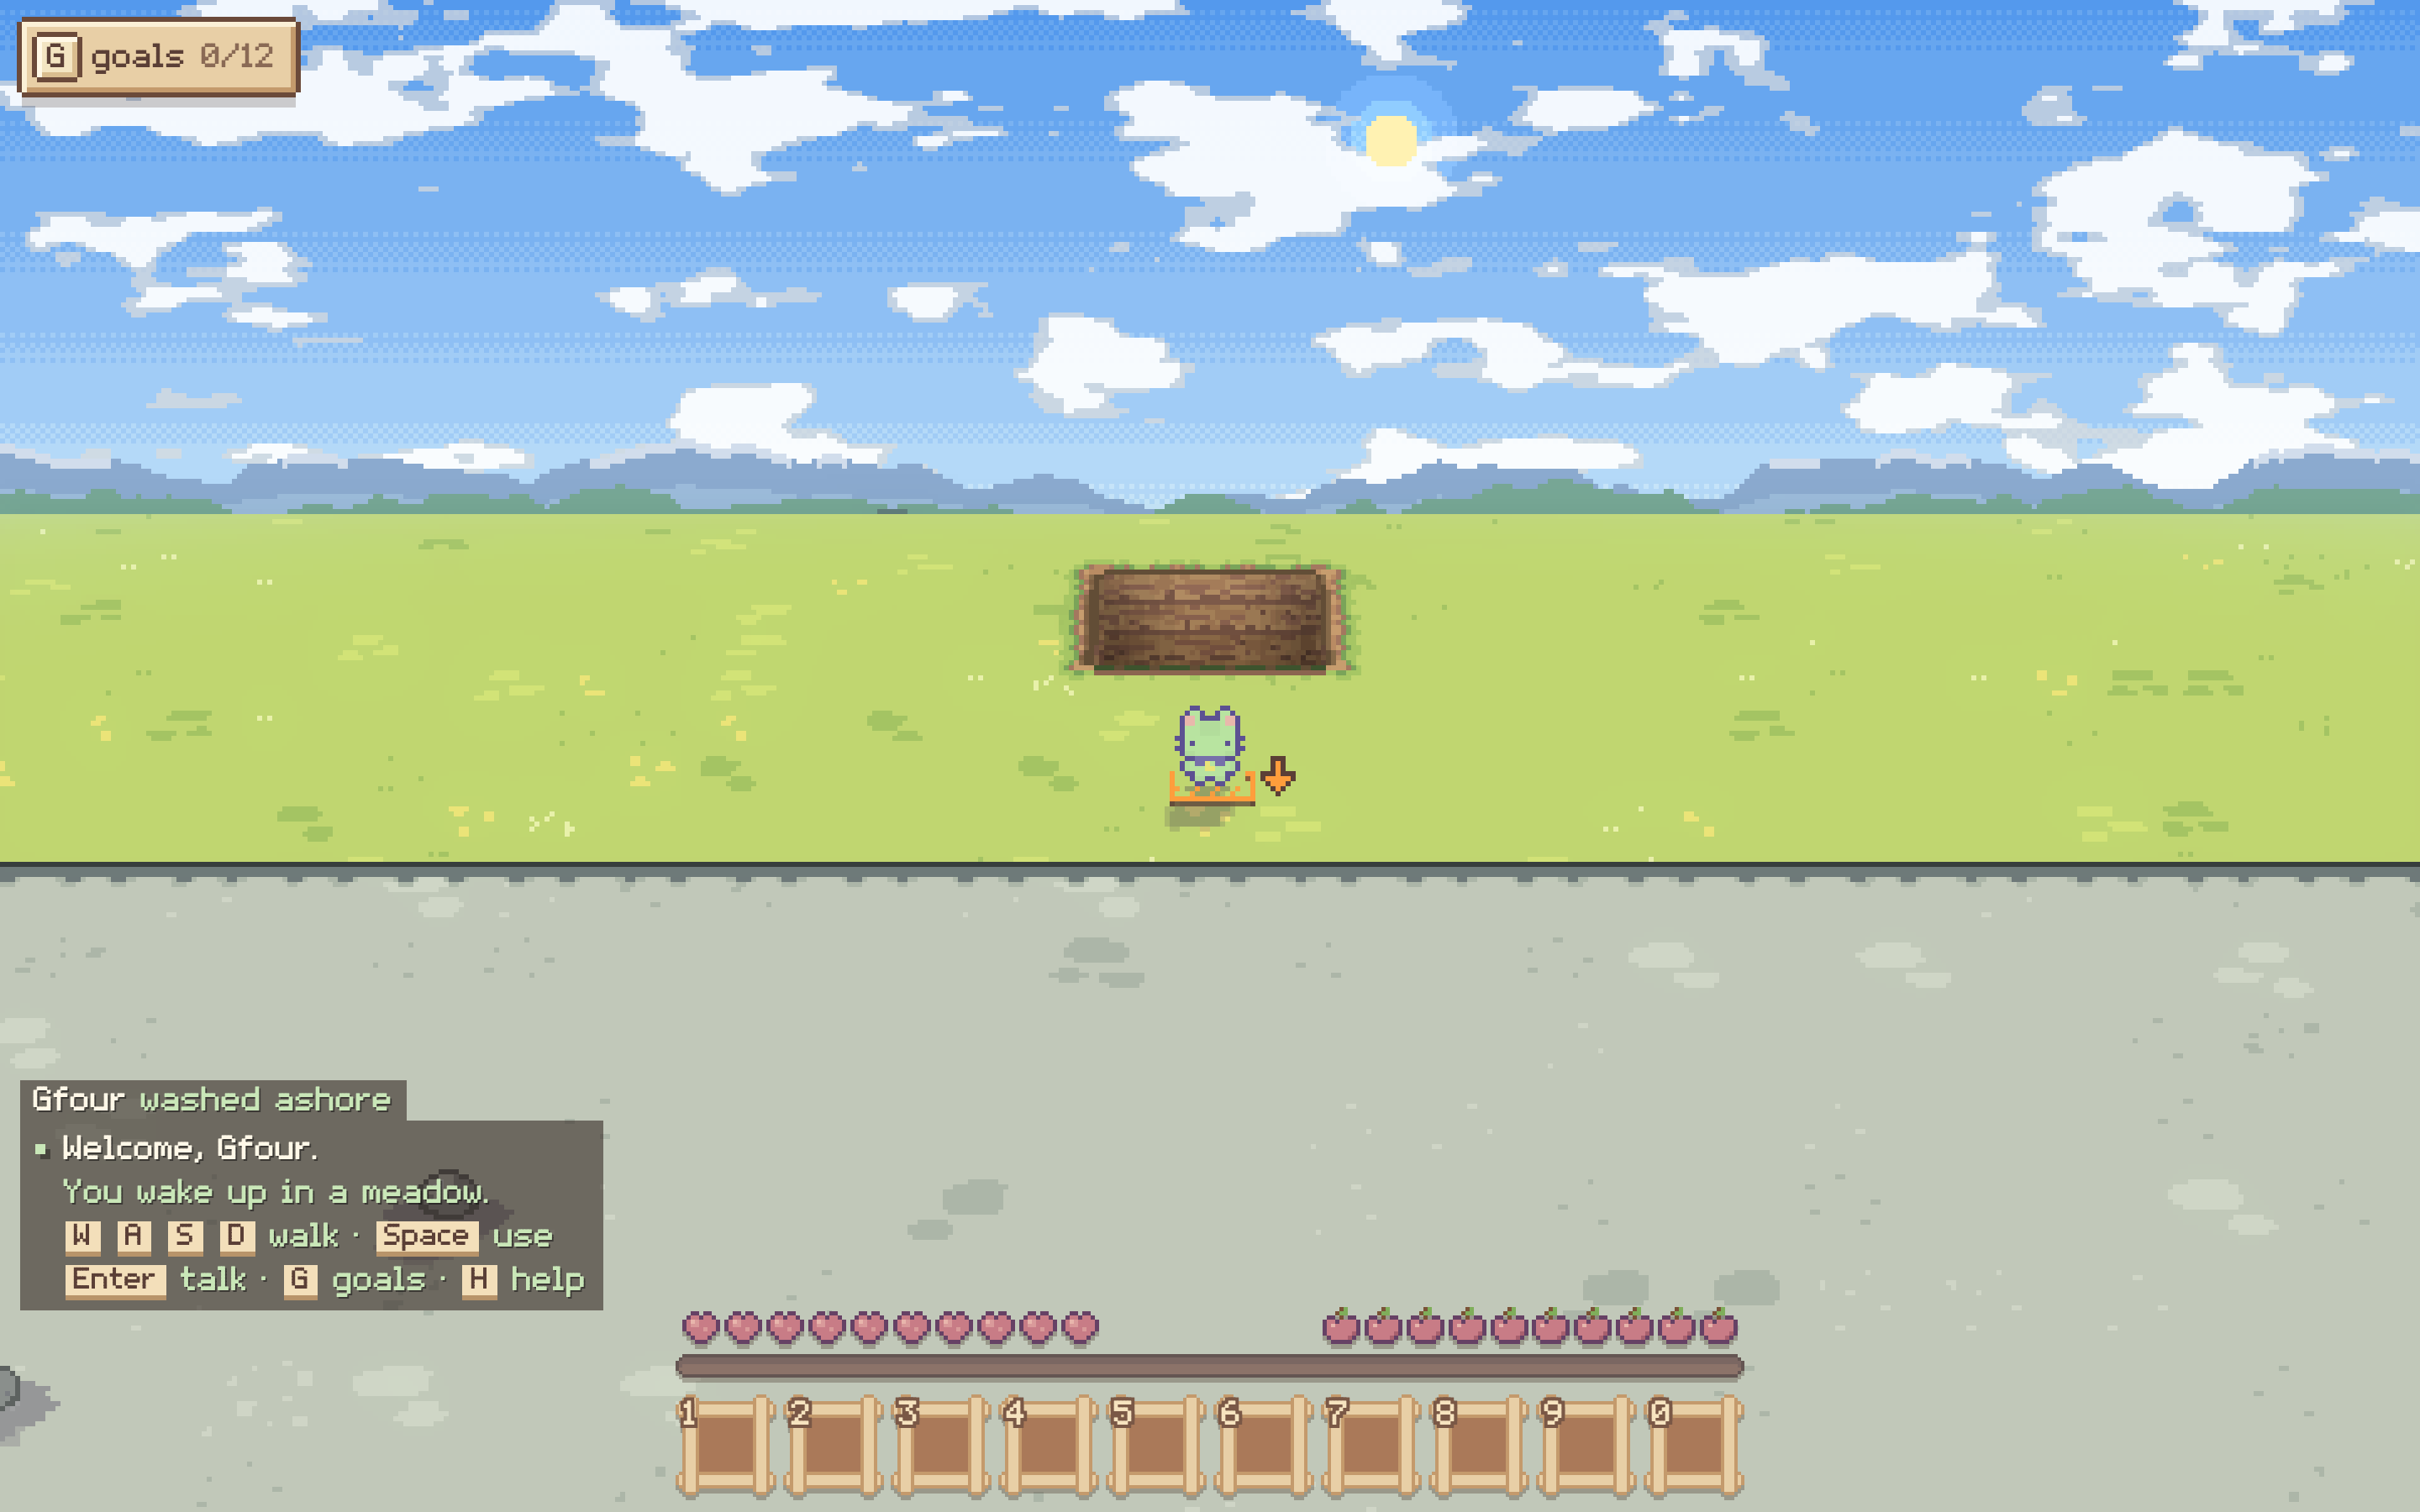 G goals 0/12
Gfour washed ashore
Welcome, Gfour.
You wake up in a meadow.
W A S D walk · Space use
Enter talk · G goals · H help
1 2 3 4 5 6 7 8 9 0